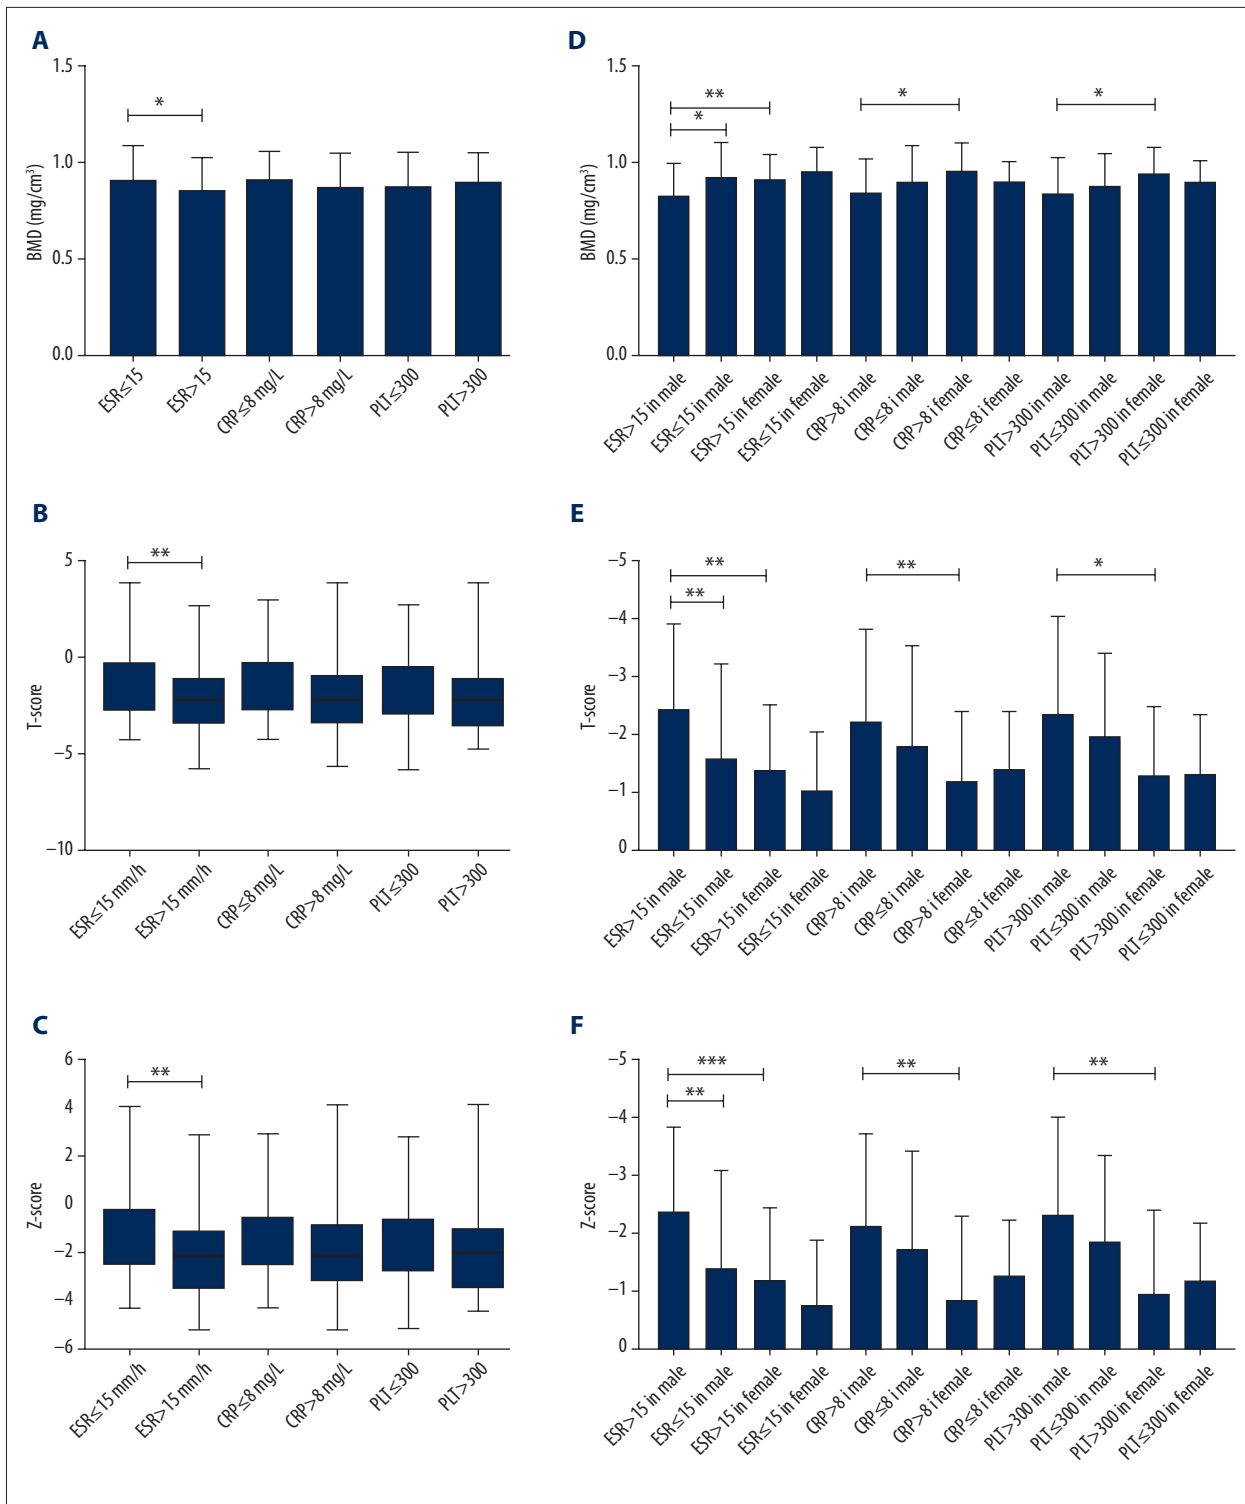 A
1.5
1.0
0.5
0.0
BMD (mg/cm³)
*
ESR≤15
ESR>15
CRP≤8 mg/L
CRP>8 mg/L
PLT≤300
PLT>300
D
1.5
1.0
0.5
0.0
BMD (mg/cm³)
**
*
*
*
ESR>15 in male
ESR≤15 in male
ESR>15 in female
ESR≤15 in female
CRP>8 i male
CRP≤8 i male
CRP>8 i female
CRP≤8 i female
PLT>300 in male
PLT≤300 in male
PLT>300 in female
PLT≤300 in female
B
5
0
−5
−10
T-score
**
ESR≤15 mm/h
ESR>15 mm/h
CRP≤8 mg/L
CRP>8 mg/L
PLT≤300
PLT>300
E
−5
−4
−3
−2
−1
0
T-score
**
**
**
*
ESR>15 in male
ESR≤15 in male
ESR>15 in female
ESR≤15 in female
CRP>8 i male
CRP≤8 i male
CRP>8 i female
CRP≤8 i female
PLT>300 in male
PLT≤300 in male
PLT>300 in female
PLT≤300 in female
C
6
4
2
0
−2
−4
−6
Z-score
**
ESR≤15 mm/h
ESR>15 mm/h
CRP≤8 mg/L
CRP>8 mg/L
PLT≤300
PLT>300
F
−5
−4
−3
−2
−1
0
Z-score
***
**
**
**
ESR>15 in male
ESR≤15 in male
ESR>15 in female
ESR≤15 in female
CRP>8 i male
CRP≤8 i male
CRP>8 i female
CRP≤8 i female
PLT>300 in male
PLT≤300 in male
PLT>300 in female
PLT≤300 in female